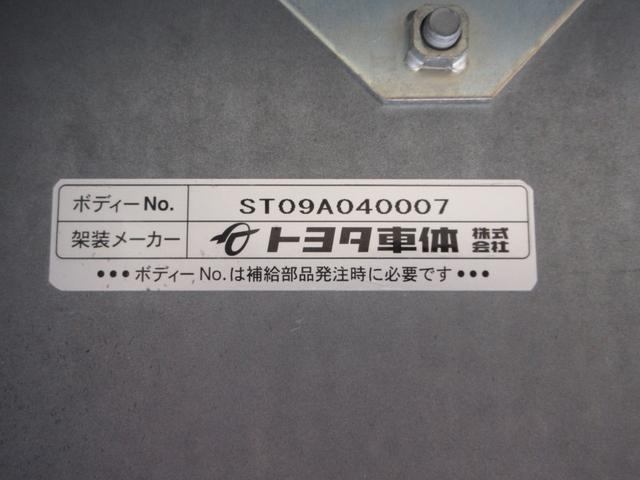 ボディーNo. ST09A040007
架装メーカー トヨタ車体 株式会社
•••ボディーNo.は補給部品発注時に必要です•••